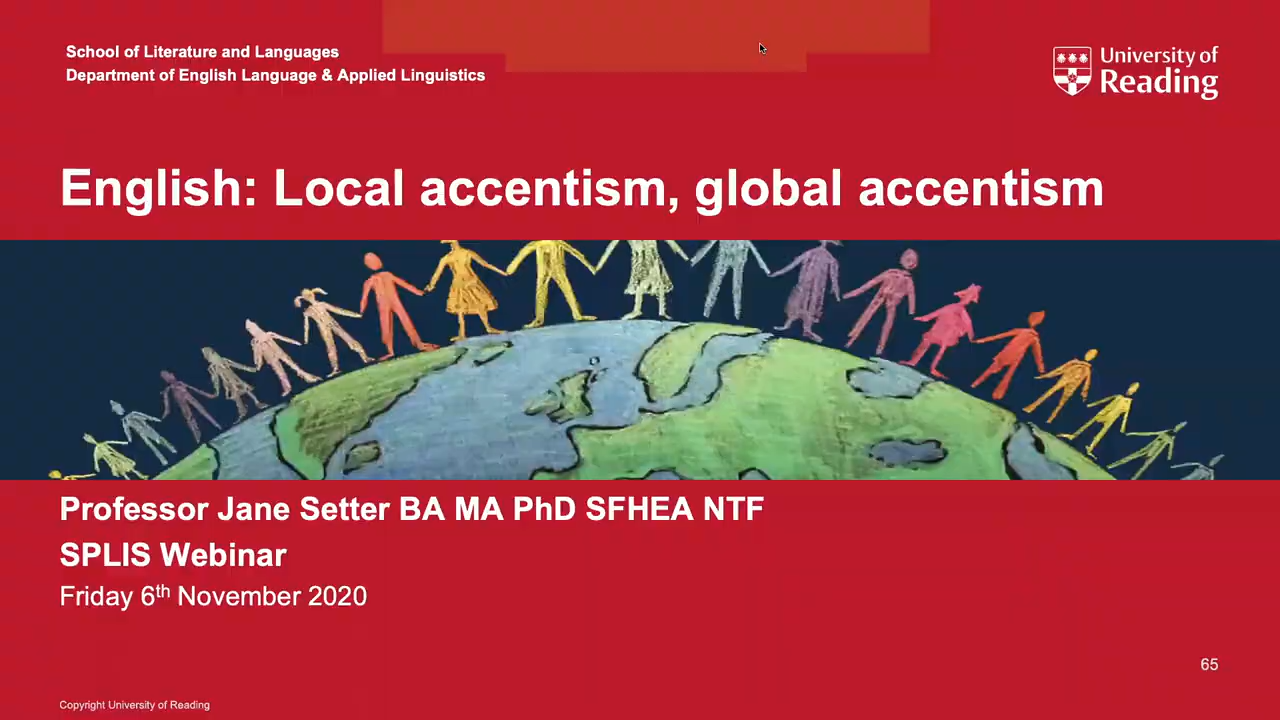 School of Literature and Languages
Department of English Language & Applied Linguistics
University of
Reading
English: Local accentism, global accentism
Professor Jane Setter BA MA PhD SFHEA NTF
SPLIS Webinar
Friday 6th November 2020
65
Copyright University of Reading